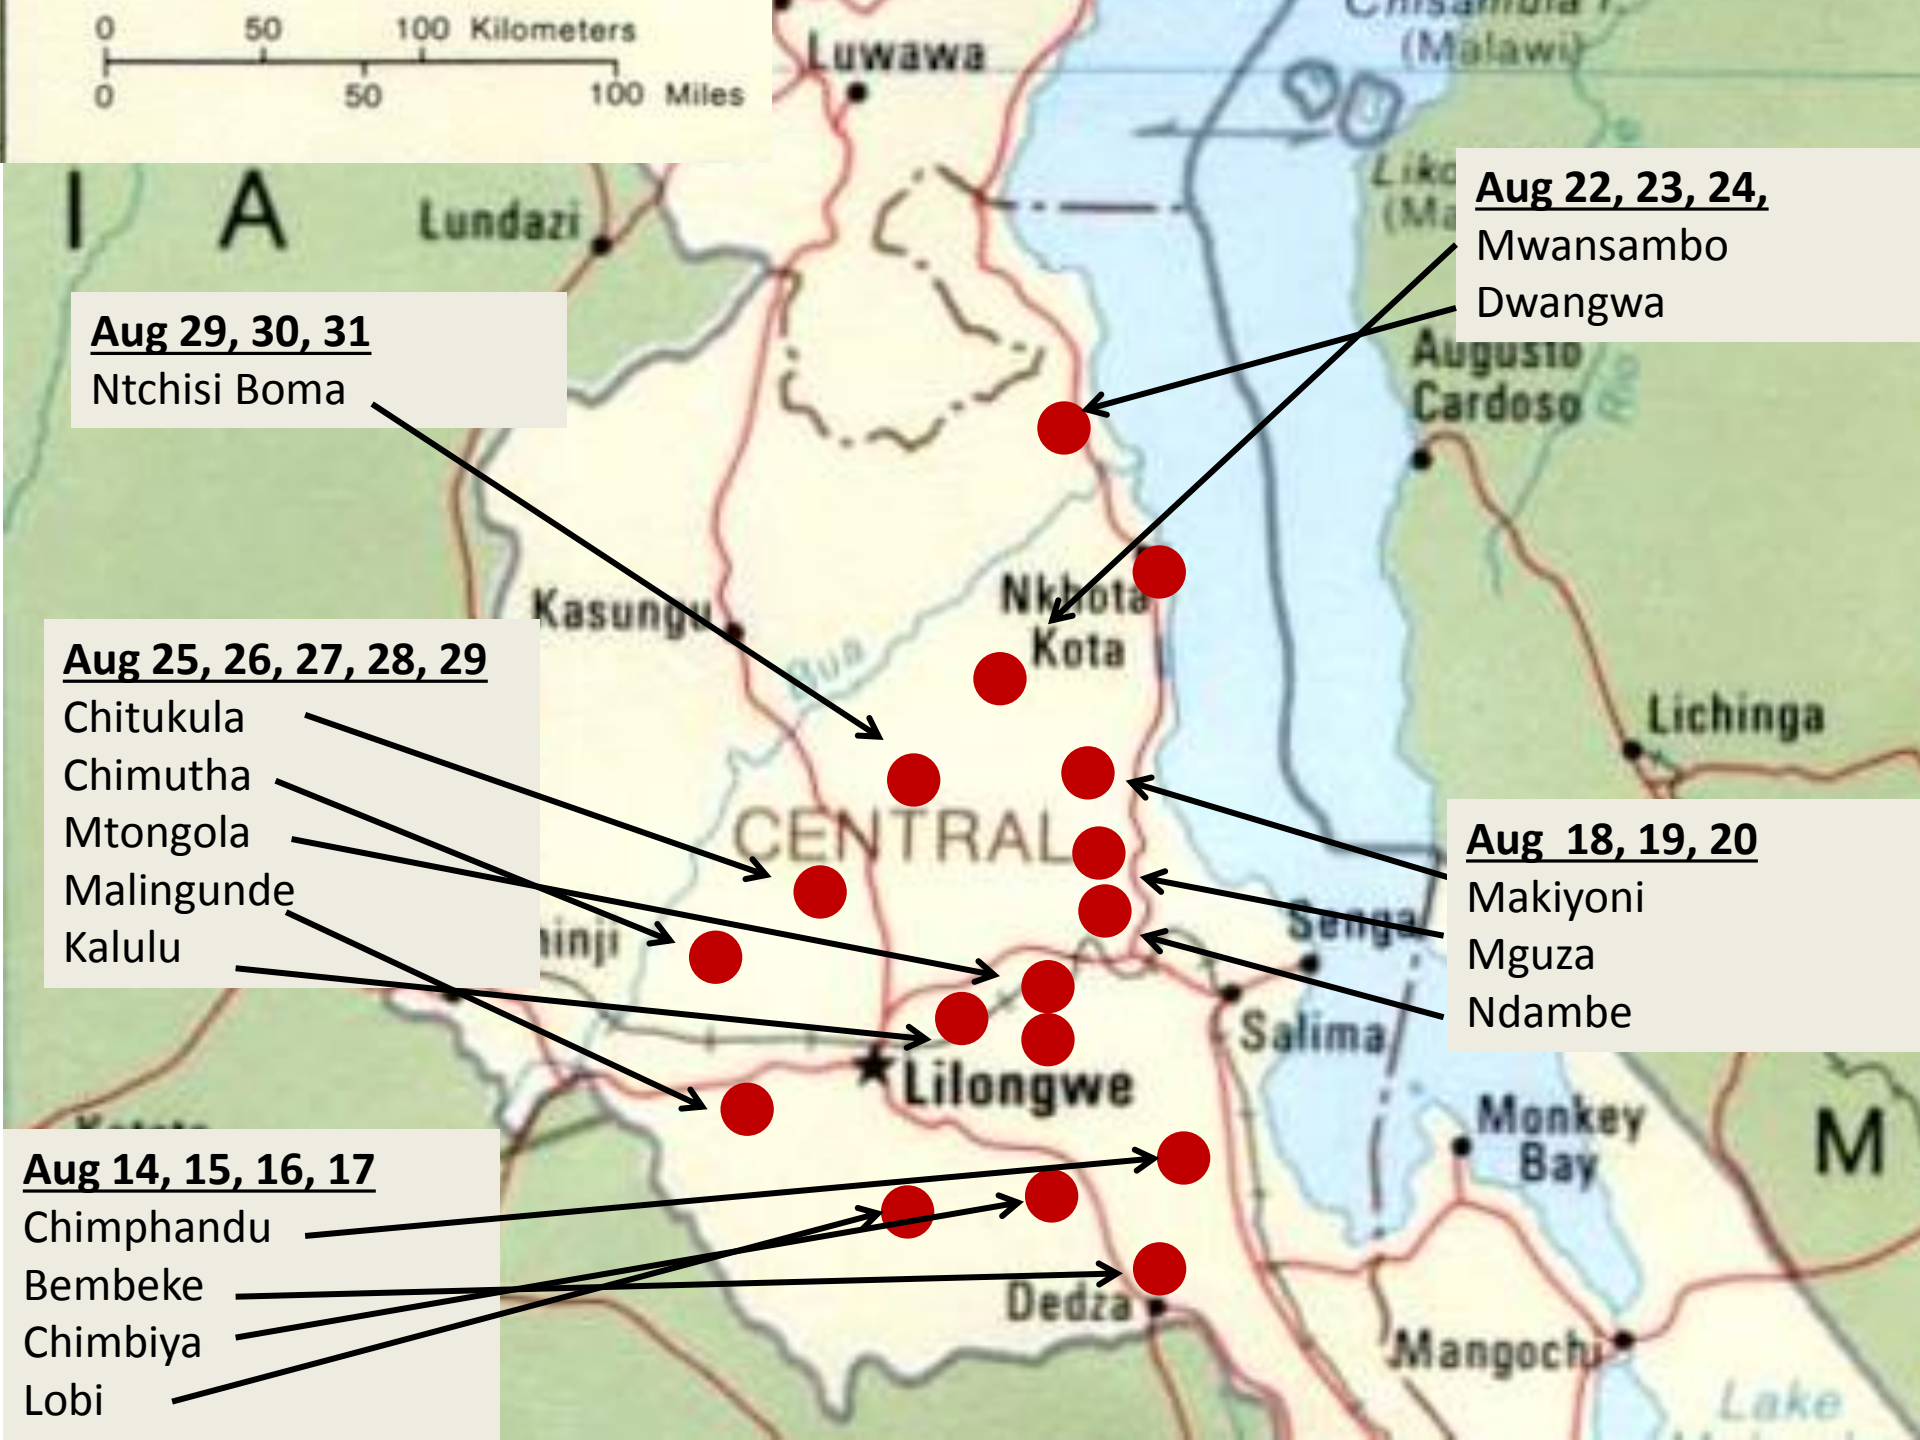 0 50 100 Kilometers
0 50 100 Miles
Luwawa
(Malawi)
I A
Lundazi
Aug 22, 23, 24,
Mwansambo
Dwangwa
Augusto
Cardoso
Aug 29, 30, 31
Ntchisi Boma
Nkhota
Kota
Kasungu
Bua
Aug 25, 26, 27, 28, 29
Chitukula
Chimutha
Mtongola
Malingunde
Kalulu
Lichinga
CENTRAL
Aug  18, 19, 20
Makiyoni
Mguza
Ndambe
Senga
Salima
Lilongwe
Monkey
Bay
M
Aug 14, 15, 16, 17
Chimphandu
Bembeke
Chimbiya
Lobi
Dedza
Mangochi
Lake